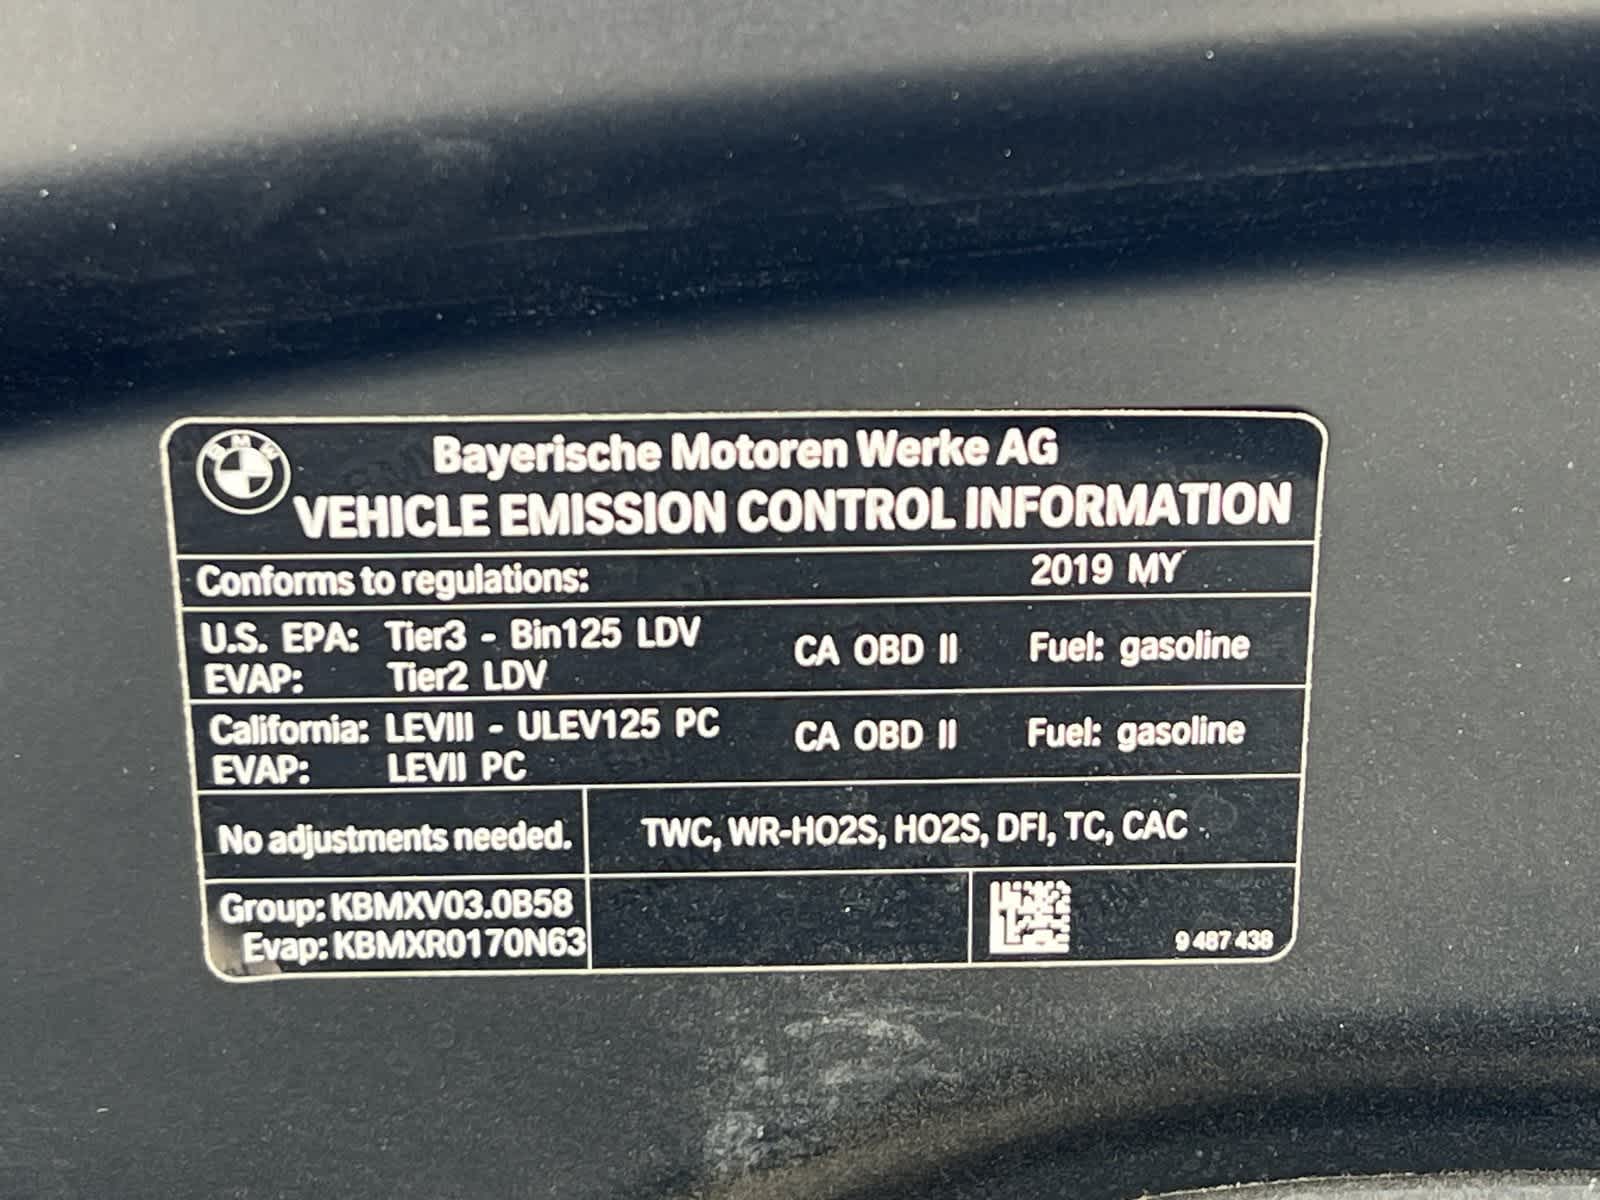 BMW
Bayerische Motoren Werke AG
VEHICLE EMISSION CONTROL INFORMATION
Conforms to regulations: 2019 MY
U.S. EPA: Tier3 - Bin125 LDV CA OBD II Fuel: gasoline
EVAP: Tier2 LDV
California: LEVIII - ULEV125 PC CA OBD II Fuel: gasoline
EVAP: LEVII PC
No adjustments needed. TWC, WR-HO2S, HO2S, DFI, TC, CAC
Group: KBMXV03.0B58
Evap: KBMXR0170N63
9 487 438